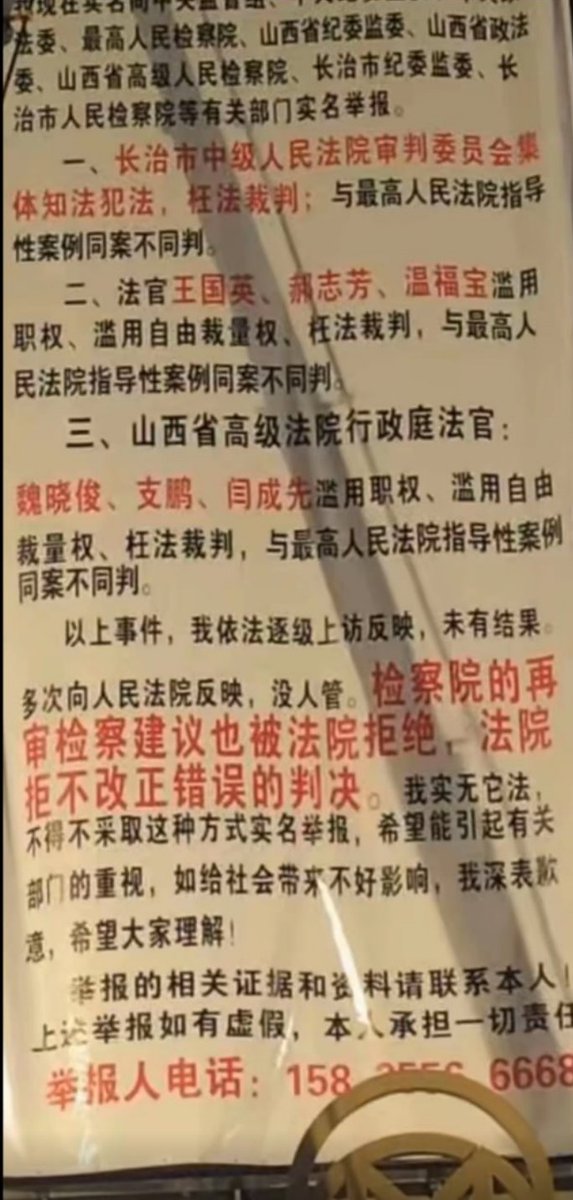 现在实名向中央监督组、
法委、最高人民检察院、山西省纪委监委、山西省政法
委、山西省高级人民检察院、长治市纪委监委、长
治市人民检察院等有关部门实名举报。
一、长治市中级人民法院审判委员会集
体知法犯法，枉法裁判；与最高人民法院指导
性案例同案不同判。
二、法官王国英、郝志芳、温福宝滥用
职权、滥用自由裁量权、枉法裁判，与最高人
民法院指导性案例同案不同判。
三、山西省高级法院行政庭法官：
魏晓俊、支鹏、闫成先滥用职权、滥用自由
裁量权、枉法裁判，与最高人民法院指导性案例
同案不同判。
以上事件，我依法逐级上访反映，未有结果。
多次向人民法院反映，没人管。检察院的再
审检察建议也被法院拒绝，法院
拒不改正错误的判决。我实无它法，
不得不采取这种方式实名举报，希望能引起有关
部门的重视，如给社会带来不好影响，我深表歉
意，希望大家理解！
举报的相关证据和资料请联系本人！
上述举报如有虚假，本人承担一切责任
举报人电话：158 6668